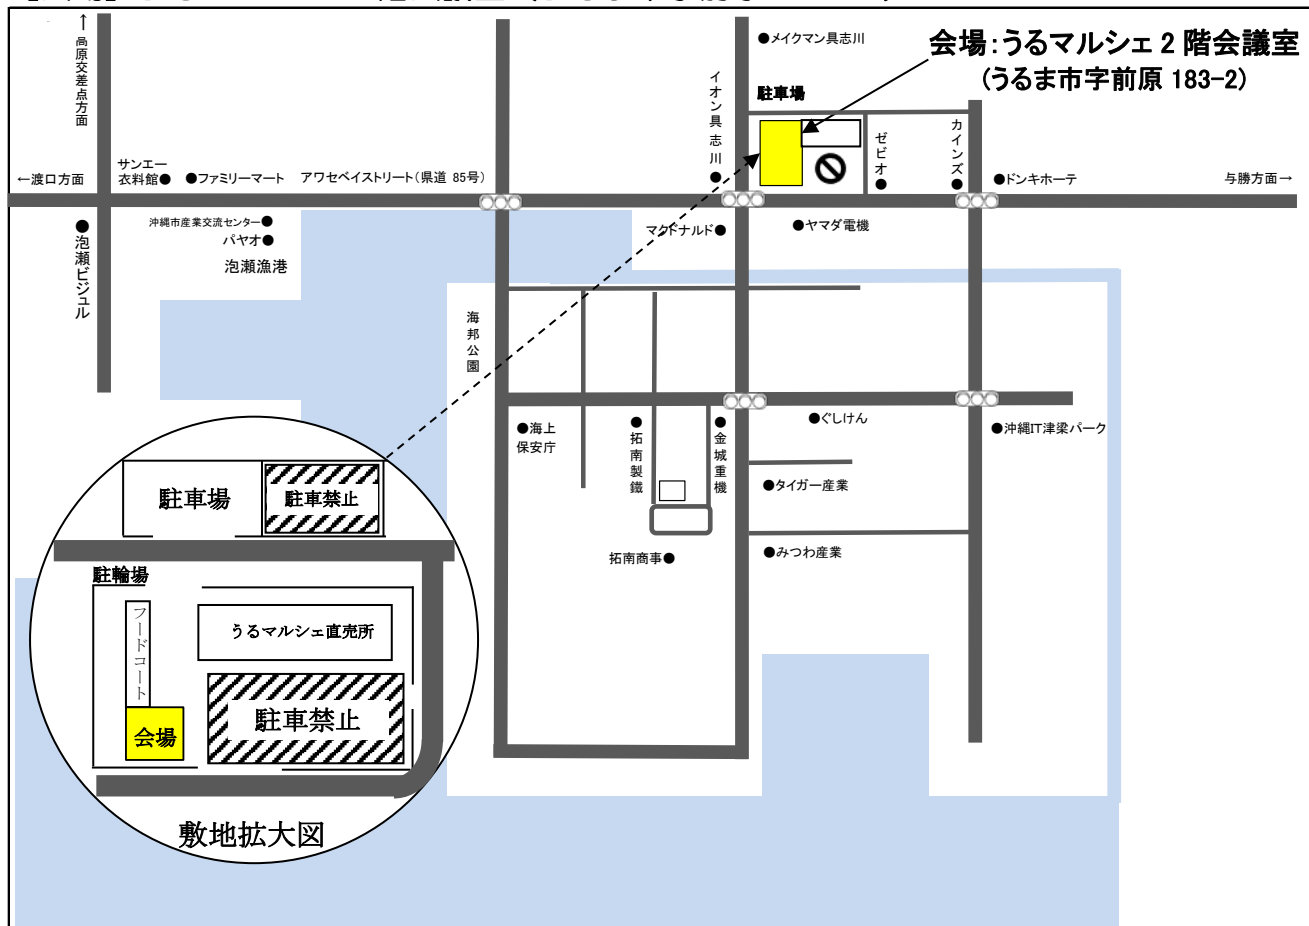 ↑高原交差点方面
●メイクマン具志川
会場：うるマルシェ２階会議室
（うるま市字前原 183-2）
イオン具志川●
駐車場
ゼビオ●
カインズ●
←渡口方面
サンエー
衣料館●
●ファミリーマート
アワセベイストリート（県道 85号）
●ドンキホーテ
与勝方面→
●泡瀬ビジュル
沖縄市産業交流センター●
パヤオ●
泡瀬漁港
マクドナルド●
●ヤマダ電機
海邦公園
●海上
保安庁
●拓南製鐵
●金城重機
●ぐしけん
●沖縄IT津梁パーク
●タイガー産業
拓南商事●
●みつわ産業
駐車場
駐車禁止
駐輪場
フードコート
うるマルシェ直売所
会場
駐車禁止
敷地拡大図